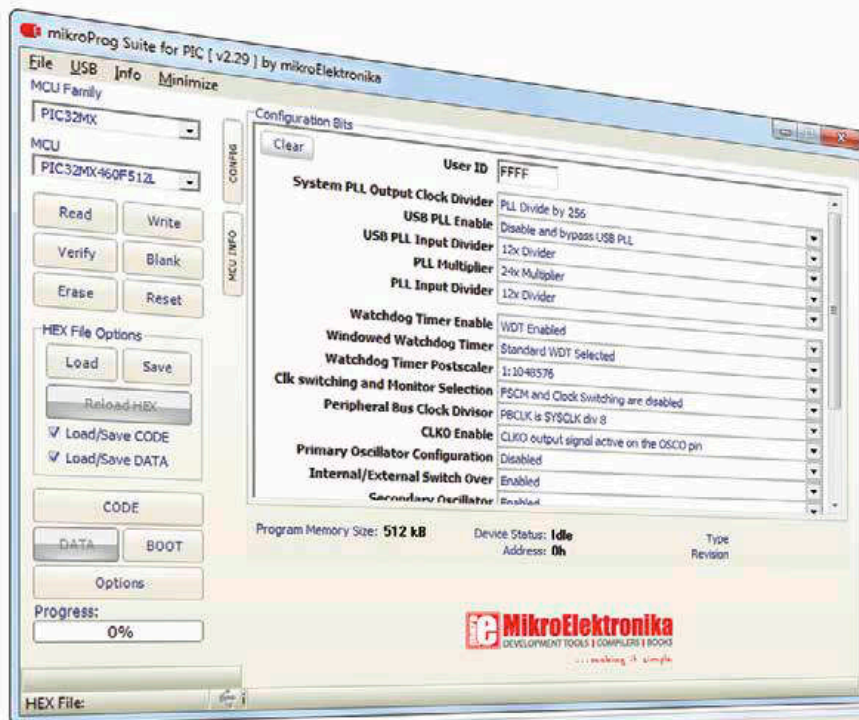 mikroProg Suite for PIC [ v2.29 ] by mikroElektronika
File USB Info Minimize
MCU Family
PIC32MX
MCU
PIC32MX460F512L
Read Write
Verify Blank
Erase Reset
HEX File Options
Load Save
Reload HEX
Load/Save CODE
Load/Save DATA
CODE
DATA BOOT
Options
Progress:
0%
HEX File:
CONFIG
MCU INFO
Configuration Bits
Clear
User ID FFFF
System PLL Output Clock Divider PLL Divide by 256
USB PLL Enable Disable and bypass USB PLL
USB PLL Input Divider 12x Divider
PLL Multiplier 24x Multiplier
PLL Input Divider 12x Divider
Watchdog Timer Enable WDT Enabled
Windowed Watchdog Timer Standard WDT Selected
Watchdog Timer Postscaler 1:1048576
Clk switching and Monitor Selection FSCM and Clock Switching are disabled
Peripheral Bus Clock Divisor PBCLK is SYSCLK div 8
CLKO Enable CLKO output signal active on the OSCO pin
Primary Oscillator Configuration Disabled
Internal/External Switch Over Enabled
Secondary Oscillator Enabled
Program Memory Size: 512 kB Device Status: Idle Type
Address: 0h Revision
MikroElektronika
DEVELOPMENT TOOLS | COMPILERS | BOOKS
...making it simple